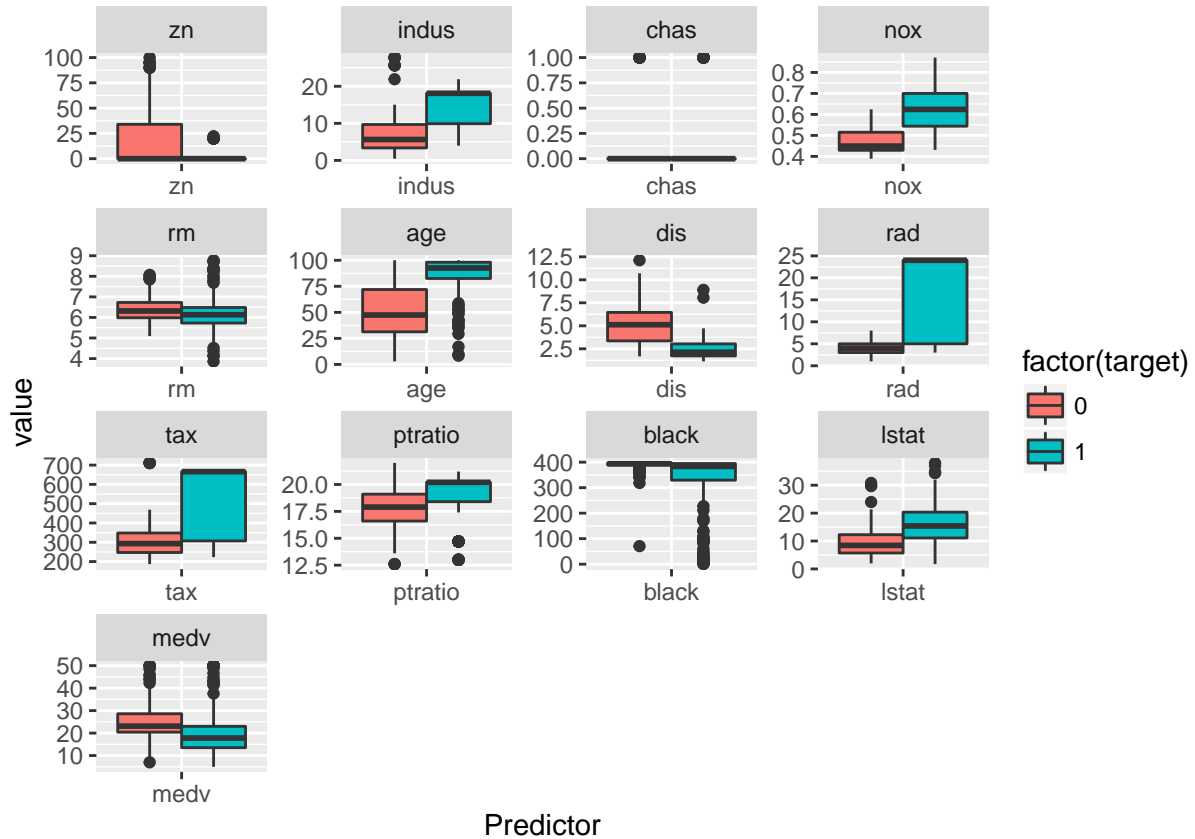 zn
indus
chas
nox
100
75
50
25
0
20
10
0
1.00
0.75
0.50
0.25
0.00
0.8
0.7
0.6
0.5
0.4
zn
indus
chas
nox
rm
age
dis
rad
9
8
7
6
5
4
100
75
50
25
0
12.5
10.0
7.5
5.0
2.5
25
20
15
10
5
0
rm
age
dis
rad
value
tax
ptratio
black
lstat
700
600
500
400
300
200
20.0
17.5
15.0
12.5
400
300
200
100
0
30
20
10
0
tax
ptratio
black
lstat
medv
50
40
30
20
10
medv
Predictor
factor(target)
0
1